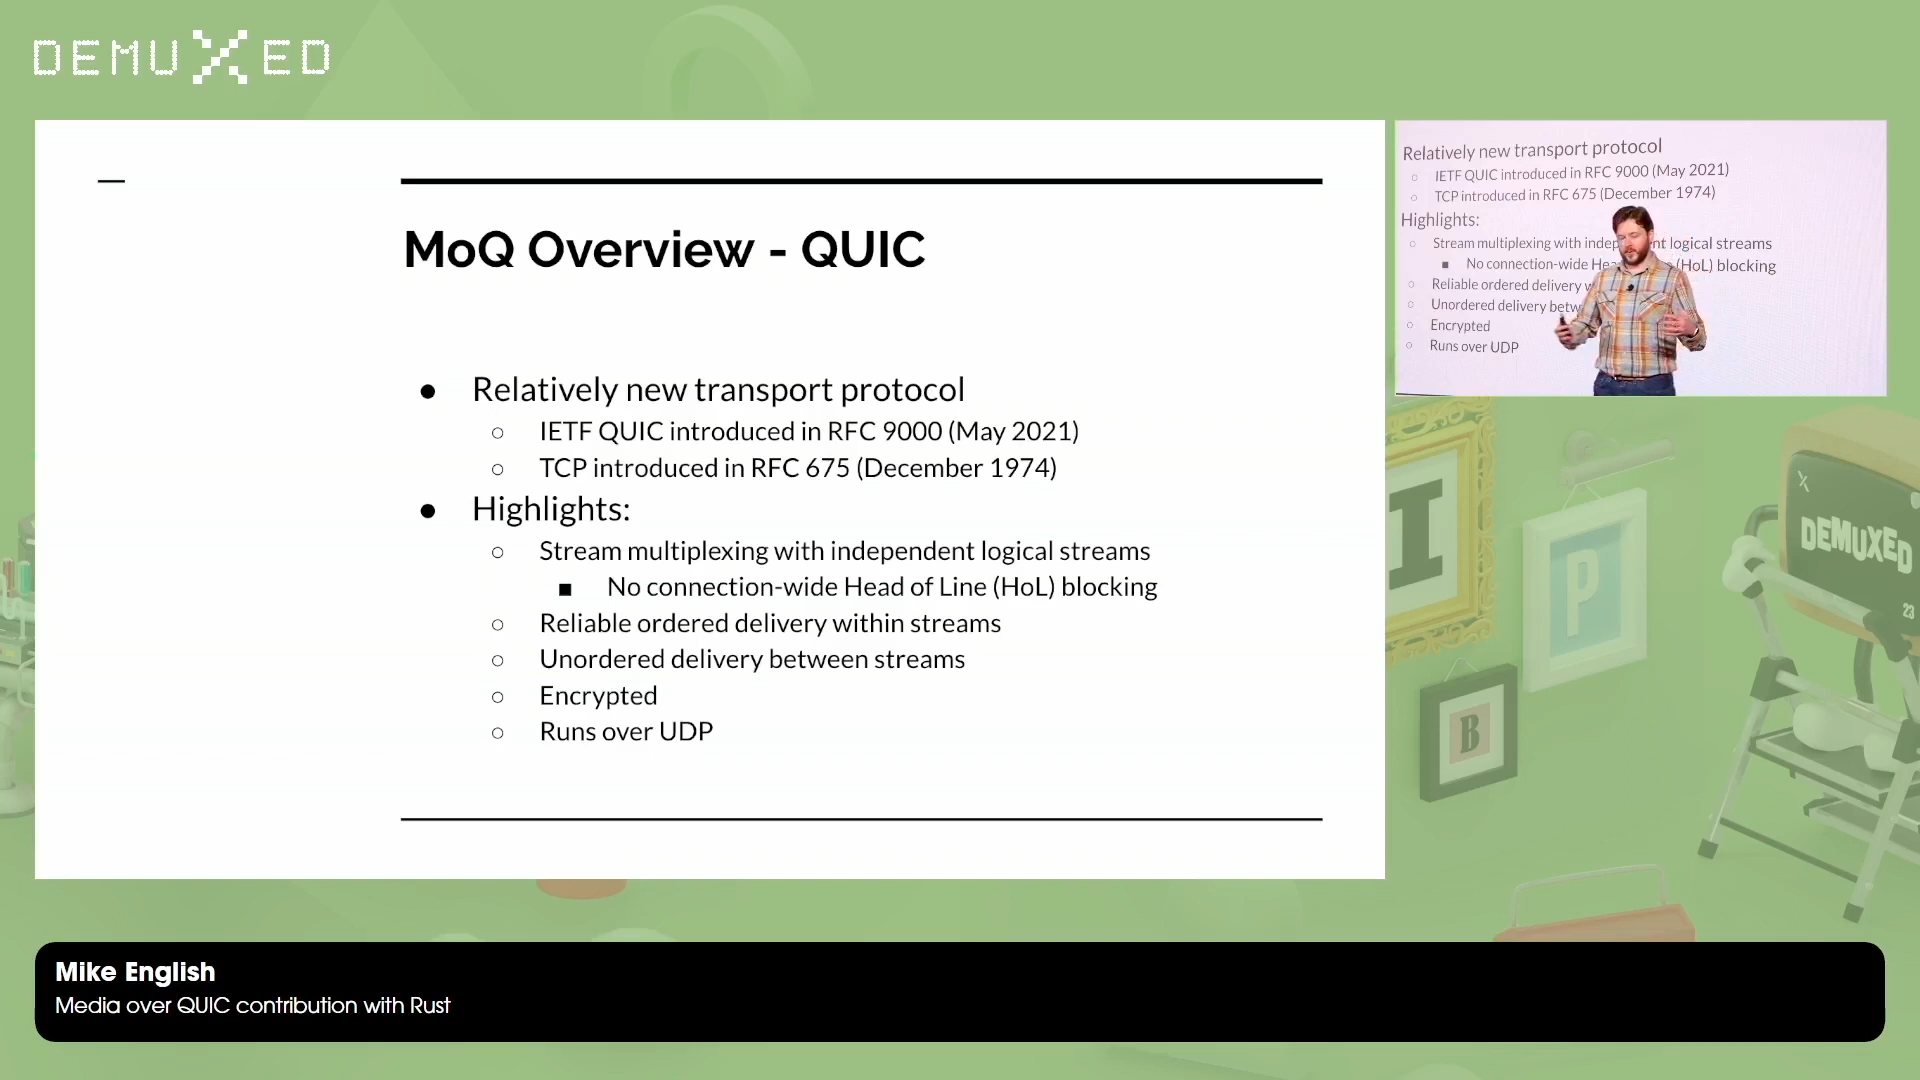 DEMUXED
MoQ Overview - QUIC
● Relatively new transport protocol
○ IETF QUIC introduced in RFC 9000 (May 2021)
○ TCP introduced in RFC 675 (December 1974)
● Highlights:
○ Stream multiplexing with independent logical streams
■ No connection-wide Head of Line (HoL) blocking
○ Reliable ordered delivery within streams
○ Unordered delivery between streams
○ Encrypted
○ Runs over UDP
Relatively new transport protocol
○ IETF QUIC introduced in RFC 9000 (May 2021)
○ TCP introduced in RFC 675 (December 1974)
Highlights:
○ Stream multiplexing with indep nt logical streams
■ No connection-wide Hea (HoL) blocking
○ Reliable ordered delivery w
○ Unordered delivery betw
○ Encrypted
○ Runs over UDP
I
P
B
DEMUXED
23
Mike English
Media over QUIC contribution with Rust